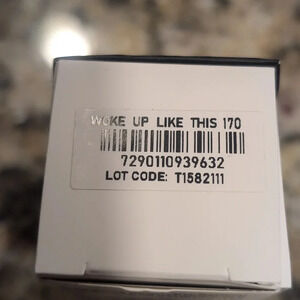 WOKE UP LIKE THIS 170
7290110939632
LOT CODE: T1582111